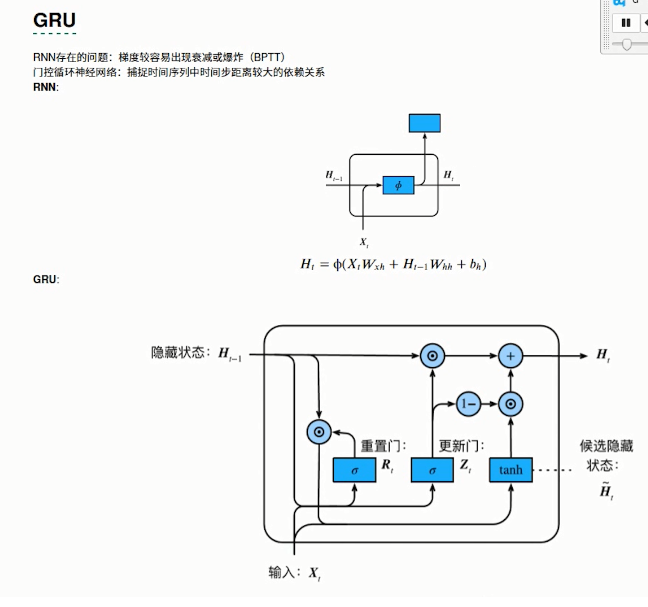 GRU
RNN存在的问题：梯度较容易出现衰减或爆炸（BPTT）
门控循环神经网络：捕捉时间序列中时间步距离较大的依赖关系
RNN:
H_{t-1}
ϕ
H_t
X_t
H_t = ϕ(X_t W_{xh} + H_{t-1} W_{hh} + b_h)
GRU:
隐藏状态：H_{t-1}
⊙
+
H_t
1−
⊙
⊙
重置门：
R_t
更新门：
Z_t
候选隐藏
状态：
H̃_t
σ
σ
tanh
输入：X_t